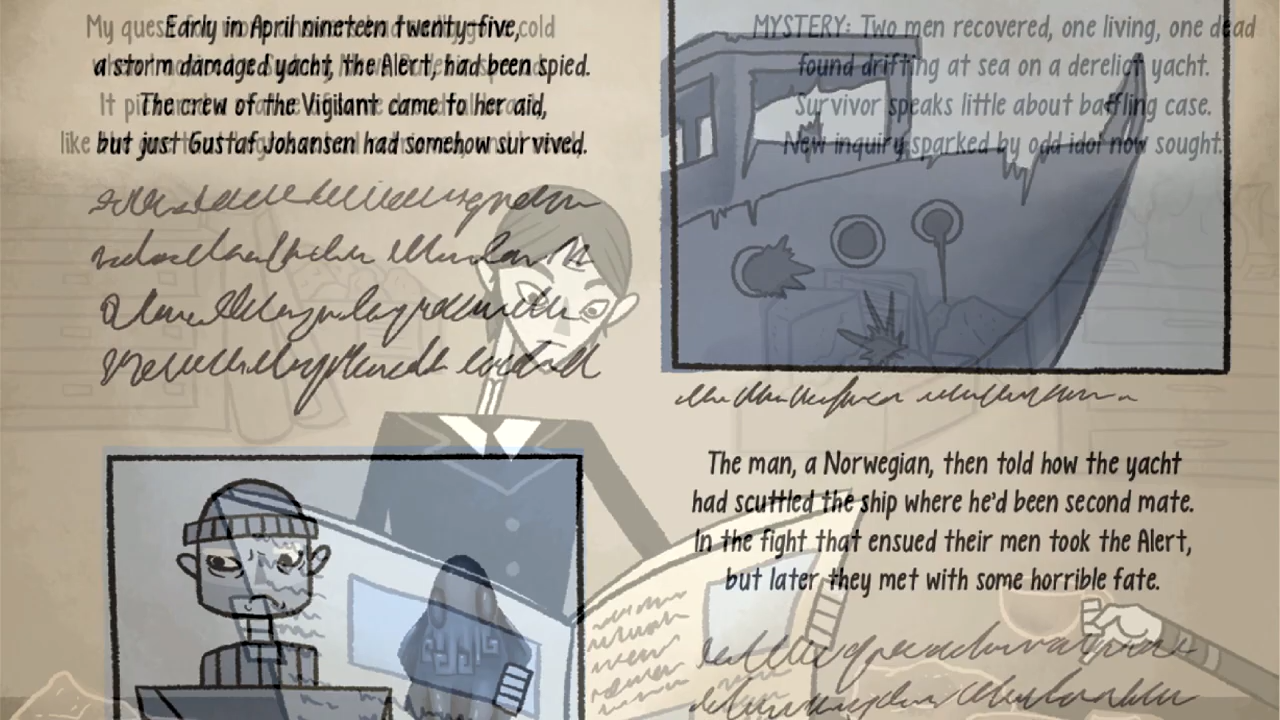 Early in April nineteen twenty-five,
a storm damaged yacht, the Alert, had been spied.
The crew of the Vigilant came to her aid,
but just Gustaf Johansen had somehow survived.
My cold
It
like
MYSTERY: Two men recovered, one living, one dead
found drifting at sea on a derelict yacht.
Survivor speaks little about baffling case.
New inquiry sparked by odd idol now sought.
The man, a Norwegian, then told how the yacht
had scuttled the ship where he'd been second mate.
In the fight that ensued their men took the Alert,
but later they met with some horrible fate.